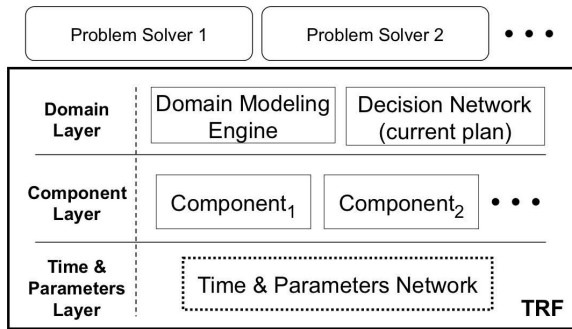 Problem Solver 1
Problem Solver 2
• • •
Domain
Layer
Domain Modeling
Engine
Decision Network
(current plan)
Component
Layer
Component₁
Component₂
• • •
Time &
Parameters
Layer
Time & Parameters Network
TRF